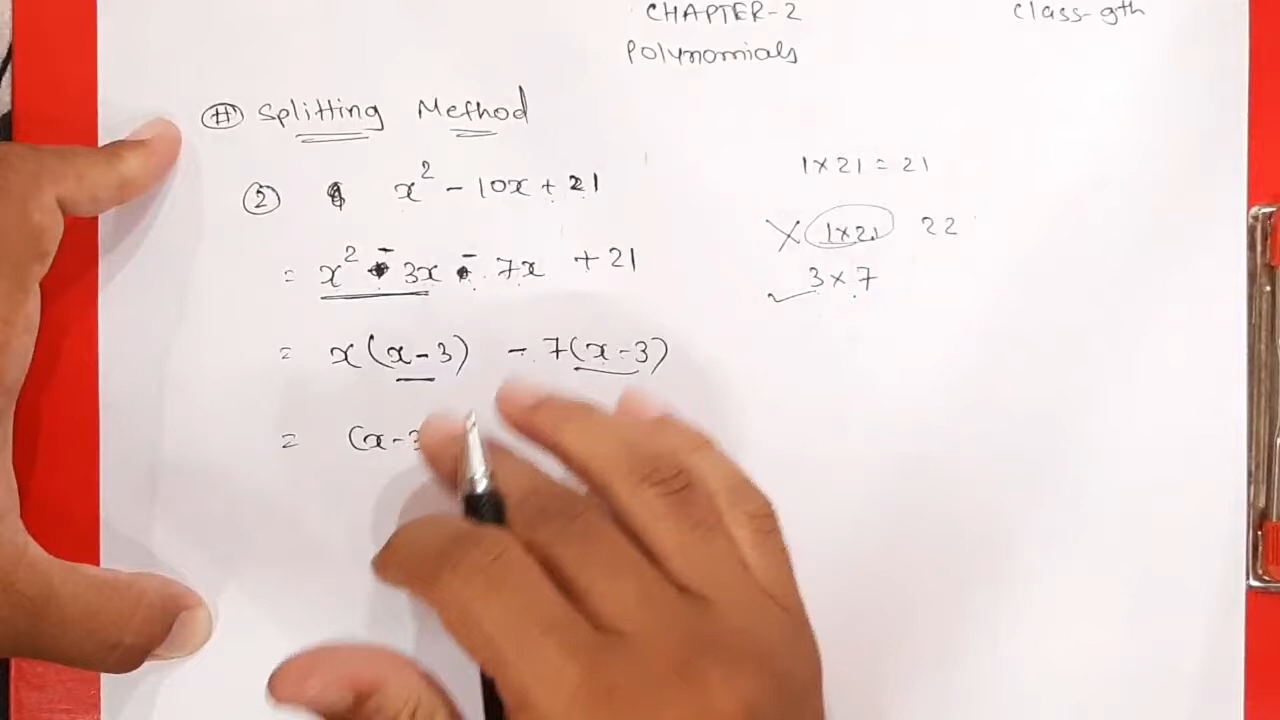 CHAPTER-2
Class-9th
Polynomials
# Splitting Method
② x² - 10x + 21
= x² - 3x - 7x + 21
= x(x-3) - 7(x-3)
= (x-3
1×21 = 21
× 1×21 22
✓ 3×7